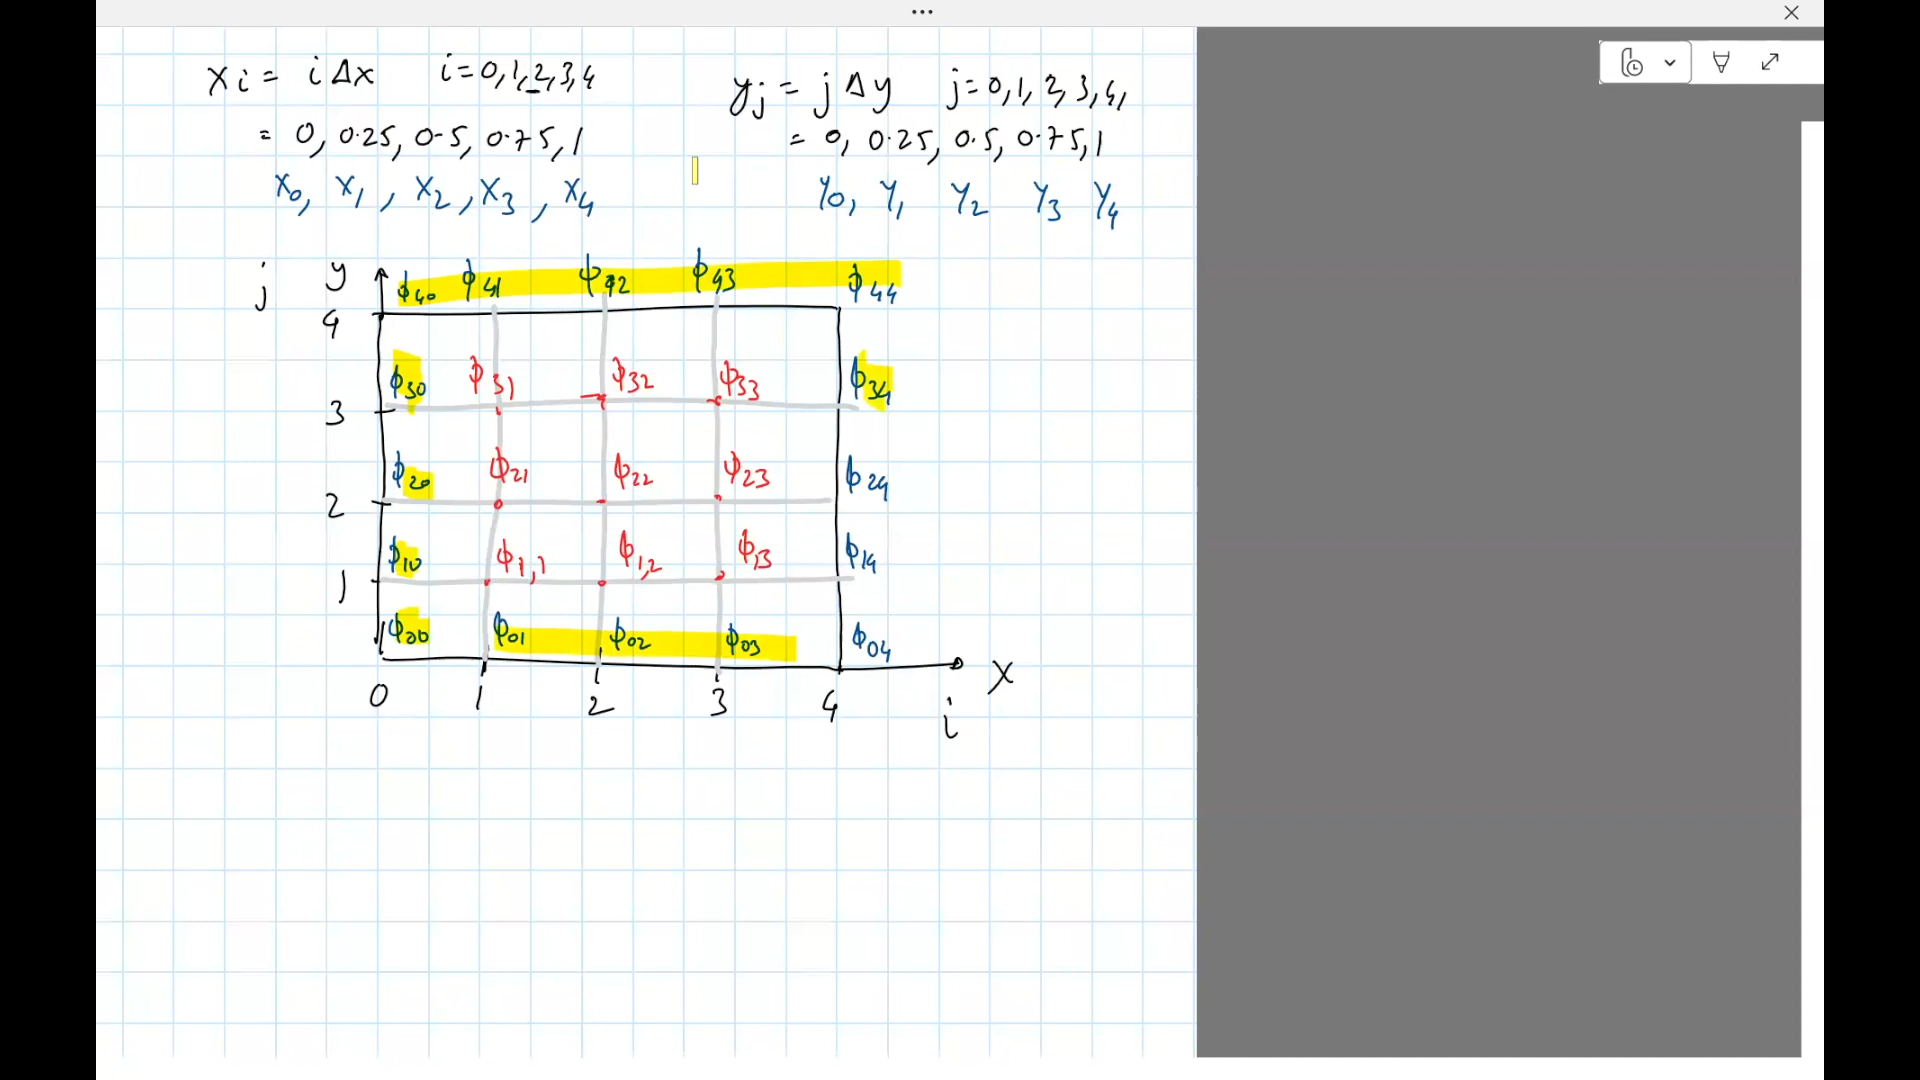 xi = i Δx i=0,1,2,3,4
= 0, 0.25, 0.5, 0.75, 1
x0, x1, x2, x3, x4
yj = j Δy j=0,1,2,3,4,
= 0, 0.25, 0.5, 0.75, 1
Y0, Y1 Y2 Y3 Y4
j y ϕ40 ϕ41 ϕ42 ϕ43 ϕ44
4
ϕ30 ϕ31 ϕ32 ϕ33 ϕ34
3
ϕ20 ϕ21 ϕ22 ϕ23 ϕ24
2
ϕ10 ϕ1,1 ϕ1,2 ϕ13 ϕ14
1
ϕ00 ϕ01 ϕ02 ϕ03 ϕ04
0 1 2 3 4 x
i